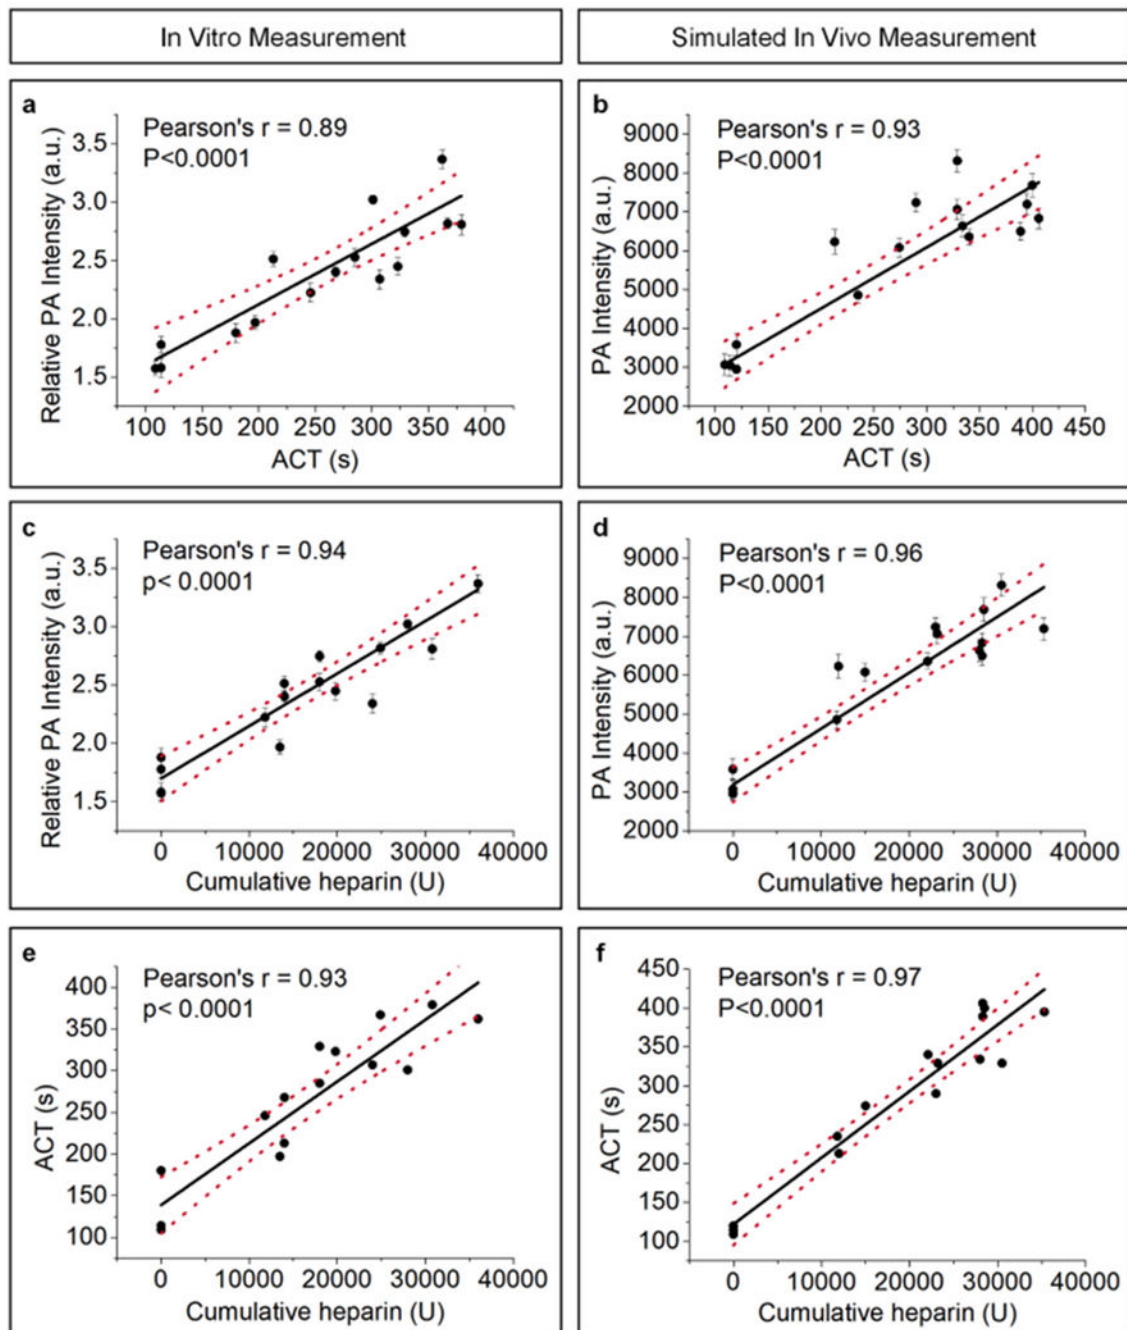 In Vitro Measurement
Simulated In Vivo Measurement
a
Pearson's r = 0.89
P<0.0001
Relative PA Intensity (a.u.)
3.5
3.0
2.5
2.0
1.5
100 150 200 250 300 350 400
ACT (s)
b
Pearson's r = 0.93
P<0.0001
PA Intensity (a.u.)
9000
8000
7000
6000
5000
4000
3000
2000
100 150 200 250 300 350 400 450
ACT (s)
c
Pearson's r = 0.94
p< 0.0001
Relative PA Intensity (a.u.)
3.5
3.0
2.5
2.0
1.5
0 10000 20000 30000 40000
Cumulative heparin (U)
d
Pearson's r = 0.96
P<0.0001
PA Intensity (a.u.)
9000
8000
7000
6000
5000
4000
3000
2000
0 10000 20000 30000 40000
Cumulative heparin (U)
e
Pearson's r = 0.93
p< 0.0001
ACT (s)
400
350
300
250
200
150
100
0 10000 20000 30000 40000
Cumulative heparin (U)
f
Pearson's r = 0.97
P<0.0001
ACT (s)
450
400
350
300
250
200
150
100
0 10000 20000 30000 40000
Cumulative heparin (U)